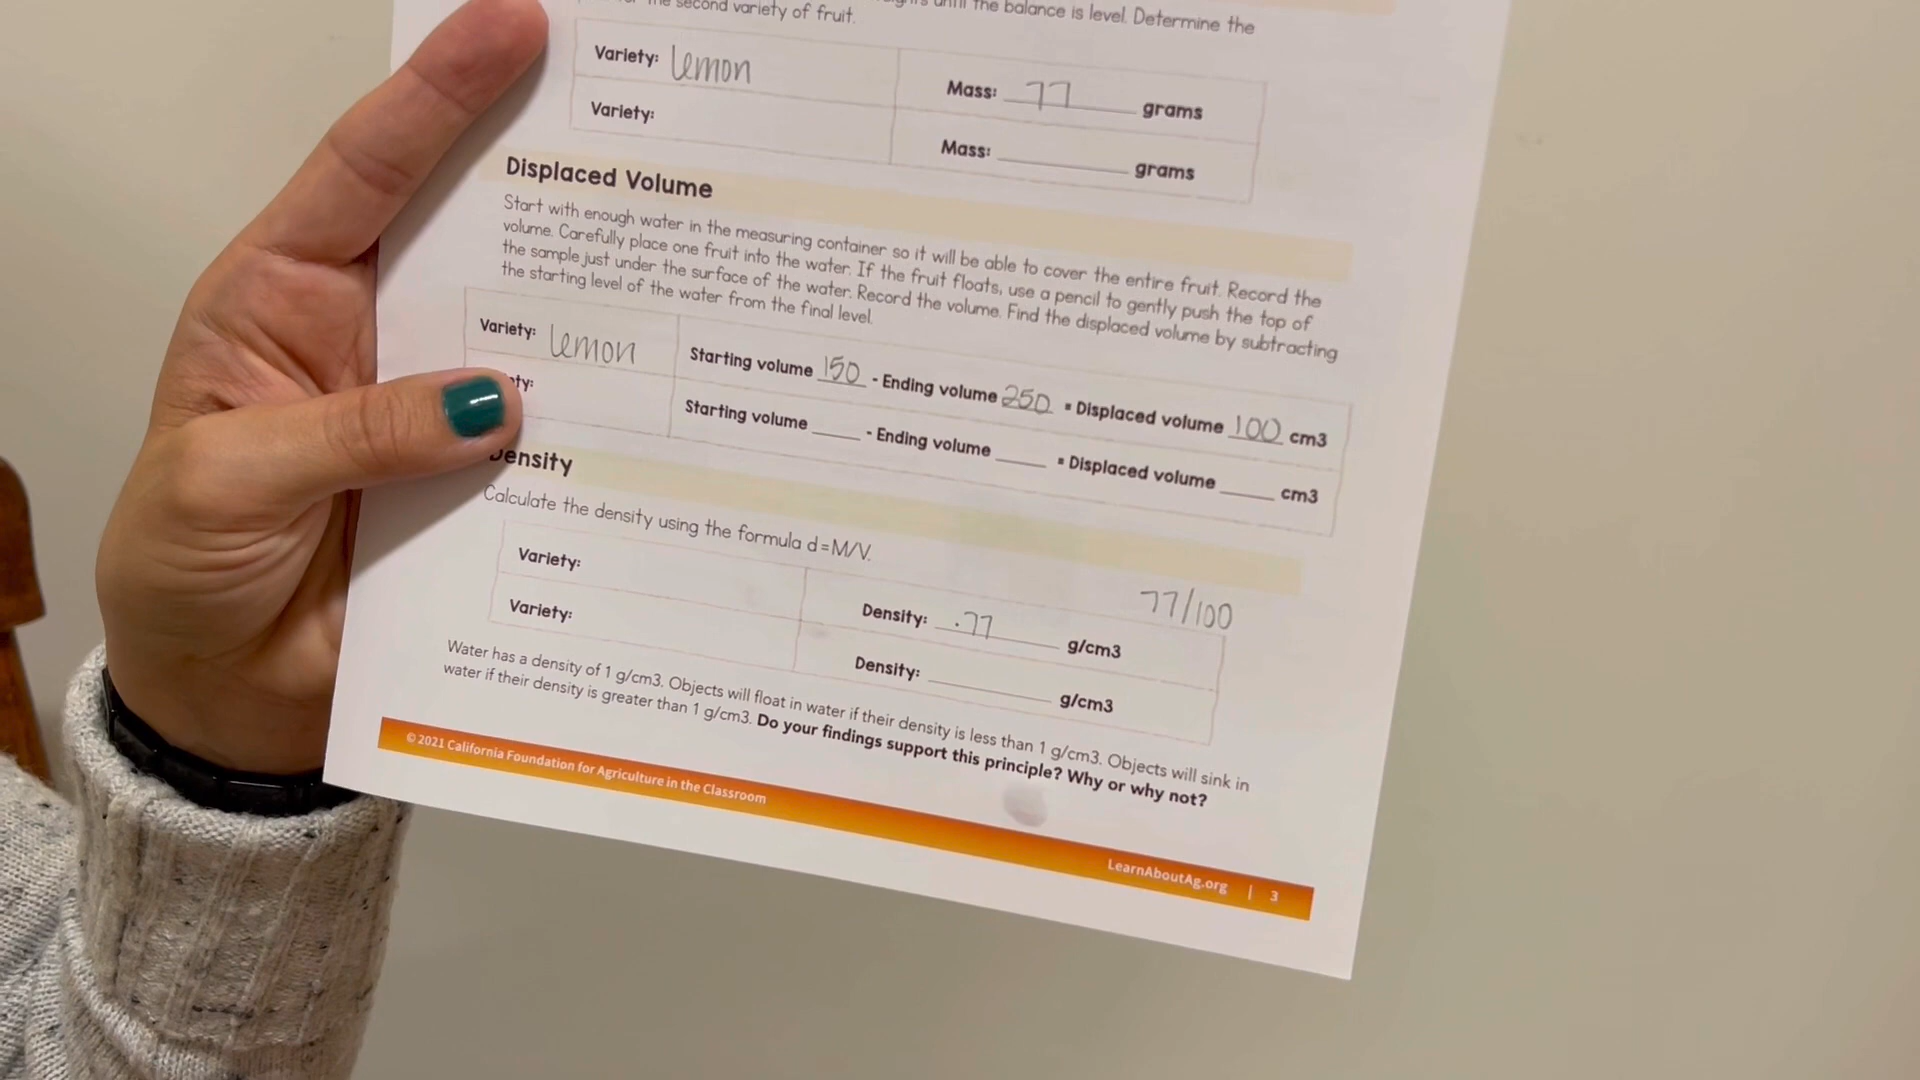 the second variety of fruit. until the balance is level. Determine the
Variety: lemon Mass: 77 grams
Variety: Mass: ____ grams
Displaced Volume
Start with enough water in the measuring container so it will be able to cover the entire fruit. Record the
volume. Carefully place one fruit into the water. If the fruit floats, use a pencil to gently push the top of
the sample just under the surface of the water. Record the volume. Find the displaced volume by subtracting
the starting level of the water from the final level.
Variety: lemon Starting volume 150 - Ending volume 250 = Displaced volume 100 cm3
Starting volume ____ - Ending volume ____ = Displaced volume ____ cm3
Density
Calculate the density using the formula d=M/V.
77/100
Variety: Density: .77 g/cm3
Variety: Density: ____ g/cm3
Water has a density of 1 g/cm3. Objects will float in water if their density is less than 1 g/cm3. Objects will sink in
water if their density is greater than 1 g/cm3. Do your findings support this principle? Why or why not?
©2021 California Foundation for Agriculture in the Classroom
LearnAboutAg.org | 3